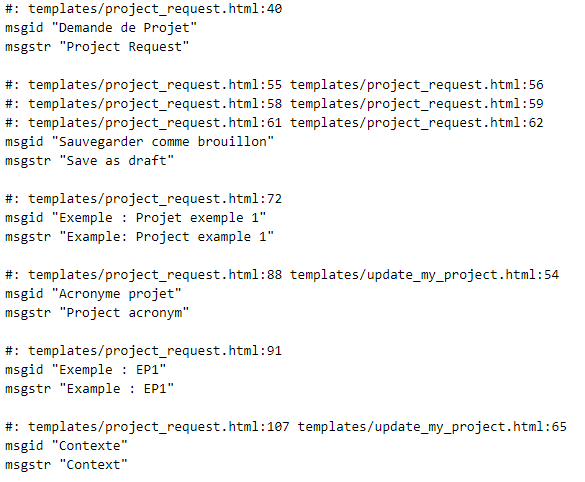 #: templates/project_request.html:40
msgid "Demande de Projet"
msgstr "Project Request"
#: templates/project_request.html:55 templates/project_request.html:56
#: templates/project_request.html:58 templates/project_request.html:59
#: templates/project_request.html:61 templates/project_request.html:62
msgid "Sauvegarder comme brouillon"
msgstr "Save as draft"
#: templates/project_request.html:72
msgid "Exemple : Projet exemple 1"
msgstr "Example: Project example 1"
#: templates/project_request.html:88 templates/update_my_project.html:54
msgid "Acronyme projet"
msgstr "Project acronym"
#: templates/project_request.html:91
msgid "Exemple : EP1"
msgstr "Example : EP1"
#: templates/project_request.html:107 templates/update_my_project.html:65
msgid "Contexte"
msgstr "Context"